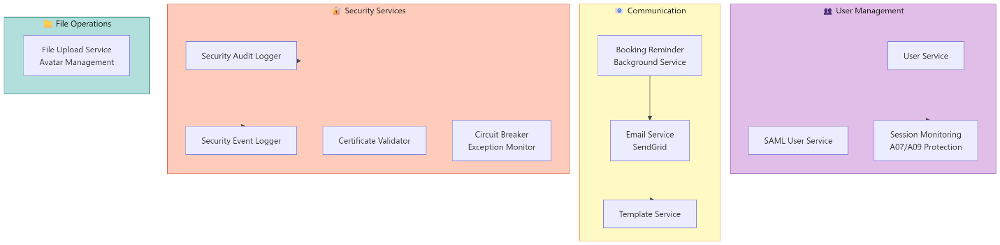 File Operations
File Upload Service
Avatar Management
Security Services
Security Audit Logger
Security Event Logger
Certificate Validator
Circuit Breaker
Exception Monitor
Communication
Booking Reminder
Background Service
Email Service
SendGrid
Template Service
User Management
User Service
SAML User Service
Session Monitoring
A07/A09 Protection